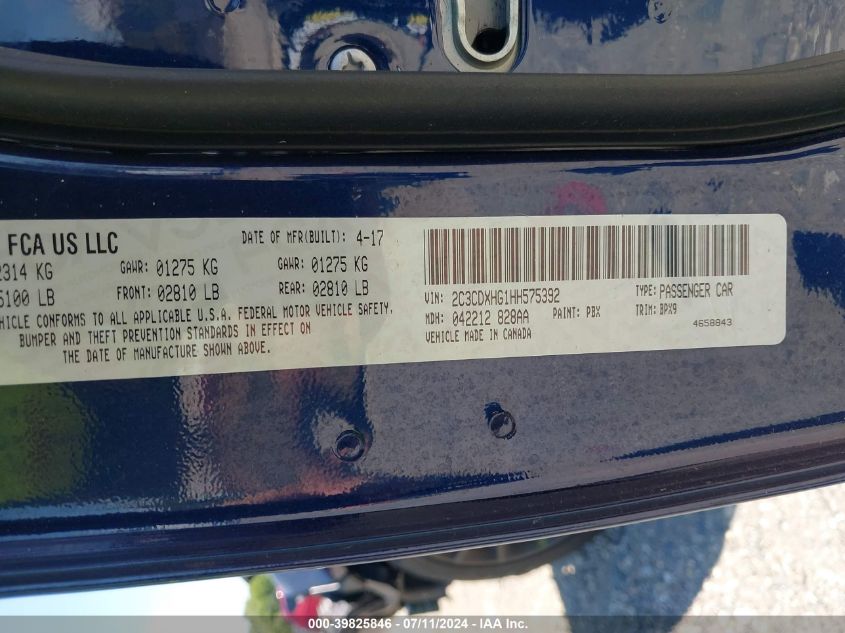 FCA US LLC DATE OF MFR(BUILT): 4-17
2314 KG GAWR: 01275 KG GAWR: 01275 KG
5100 LB FRONT: 02810 LB REAR: 02810 LB
VEHICLE CONFORMS TO ALL APPLICABLE U.S.A. FEDERAL MOTOR VEHICLE SAFETY,
BUMPER AND THEFT PREVENTION STANDARDS IN EFFECT ON
THE DATE OF MANUFACTURE SHOWN ABOVE.
VIN: 2C3CDXHG1HH575392 TYPE: PASSENGER CAR
MDH: 042212 828AA PAINT: PBX TRIM: BPX9
VEHICLE MADE IN CANADA 4658843
000-39825846 07/11/2024 IAAI.COM